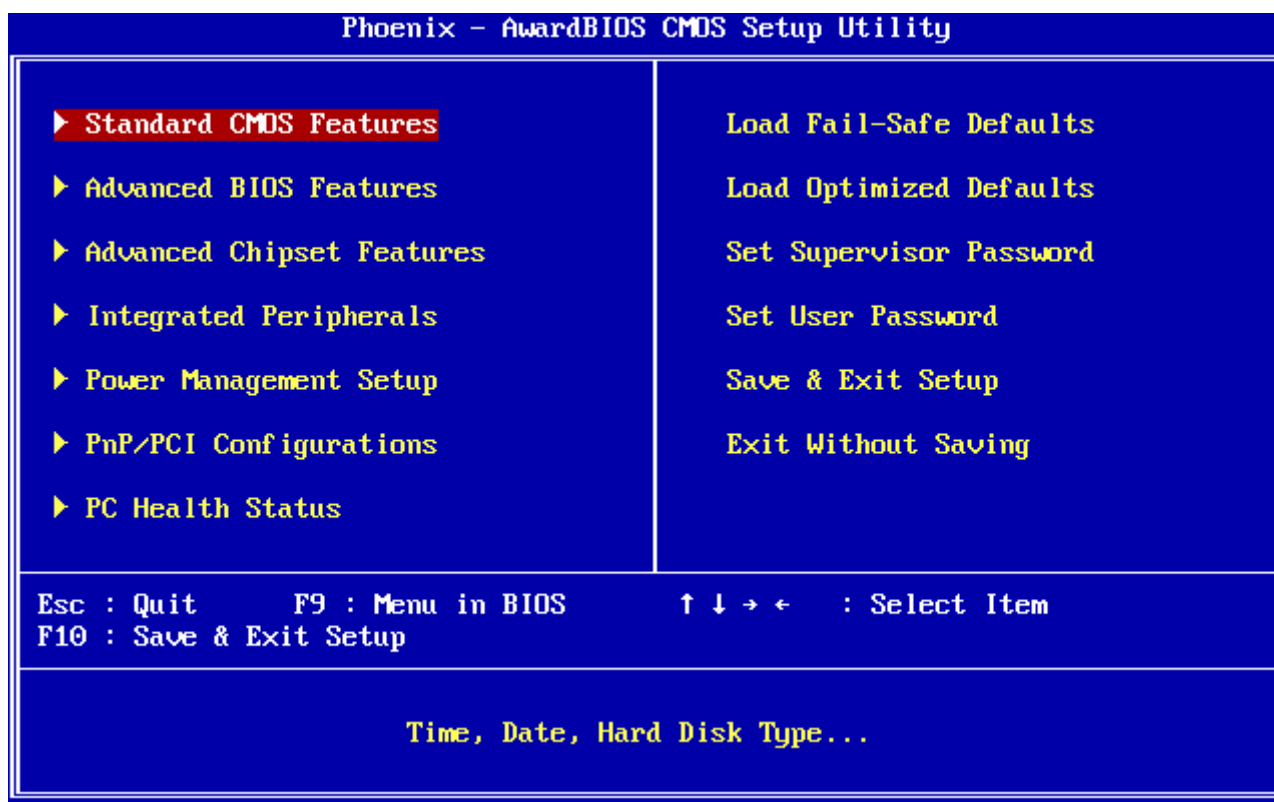 Phoenix - AwardBIOS CMOS Setup Utility
▶ Standard CMOS Features
▶ Advanced BIOS Features
▶ Advanced Chipset Features
▶ Integrated Peripherals
▶ Power Management Setup
▶ PnP/PCI Configurations
▶ PC Health Status
Load Fail-Safe Defaults
Load Optimized Defaults
Set Supervisor Password
Set User Password
Save & Exit Setup
Exit Without Saving
Esc : Quit F9 : Menu in BIOS ↑ ↓ → ← : Select Item
F10 : Save & Exit Setup
Time, Date, Hard Disk Type...